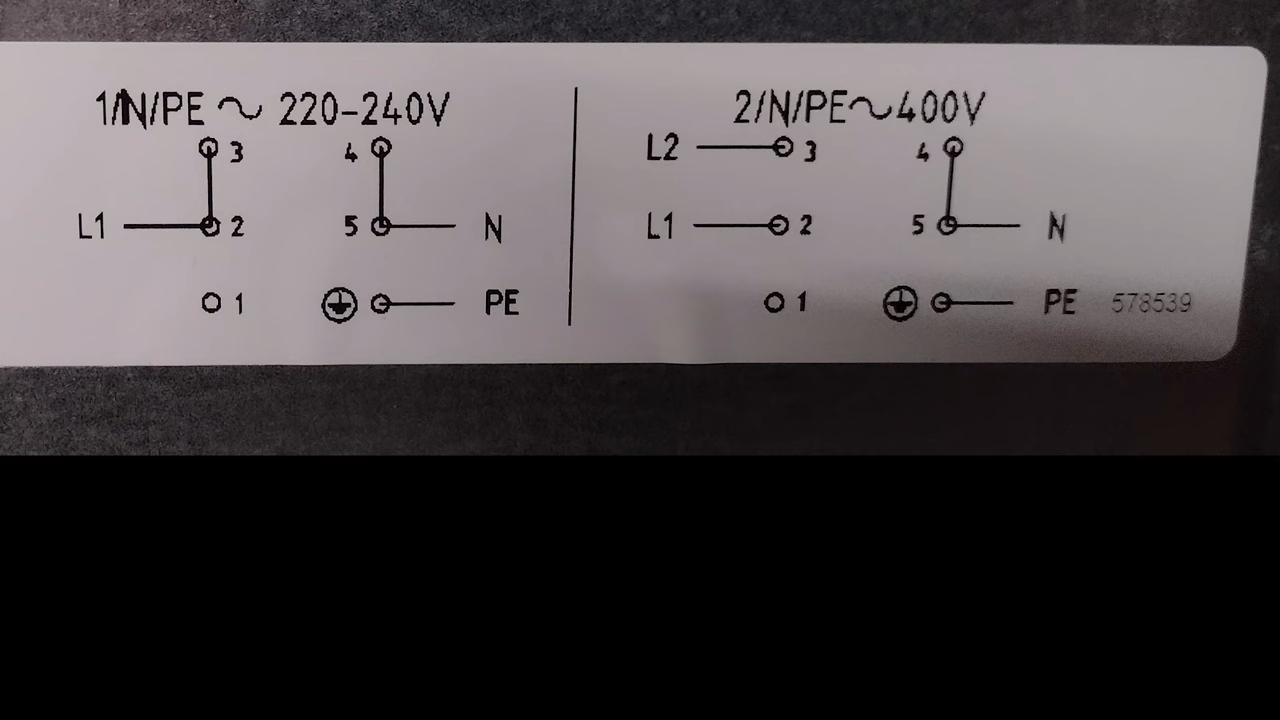 1/N/PE ~ 220-240V
3 4
L1 2 5 N
1 PE
2/N/PE~400V
L2 3 4
L1 2 5 N
1 PE 578539